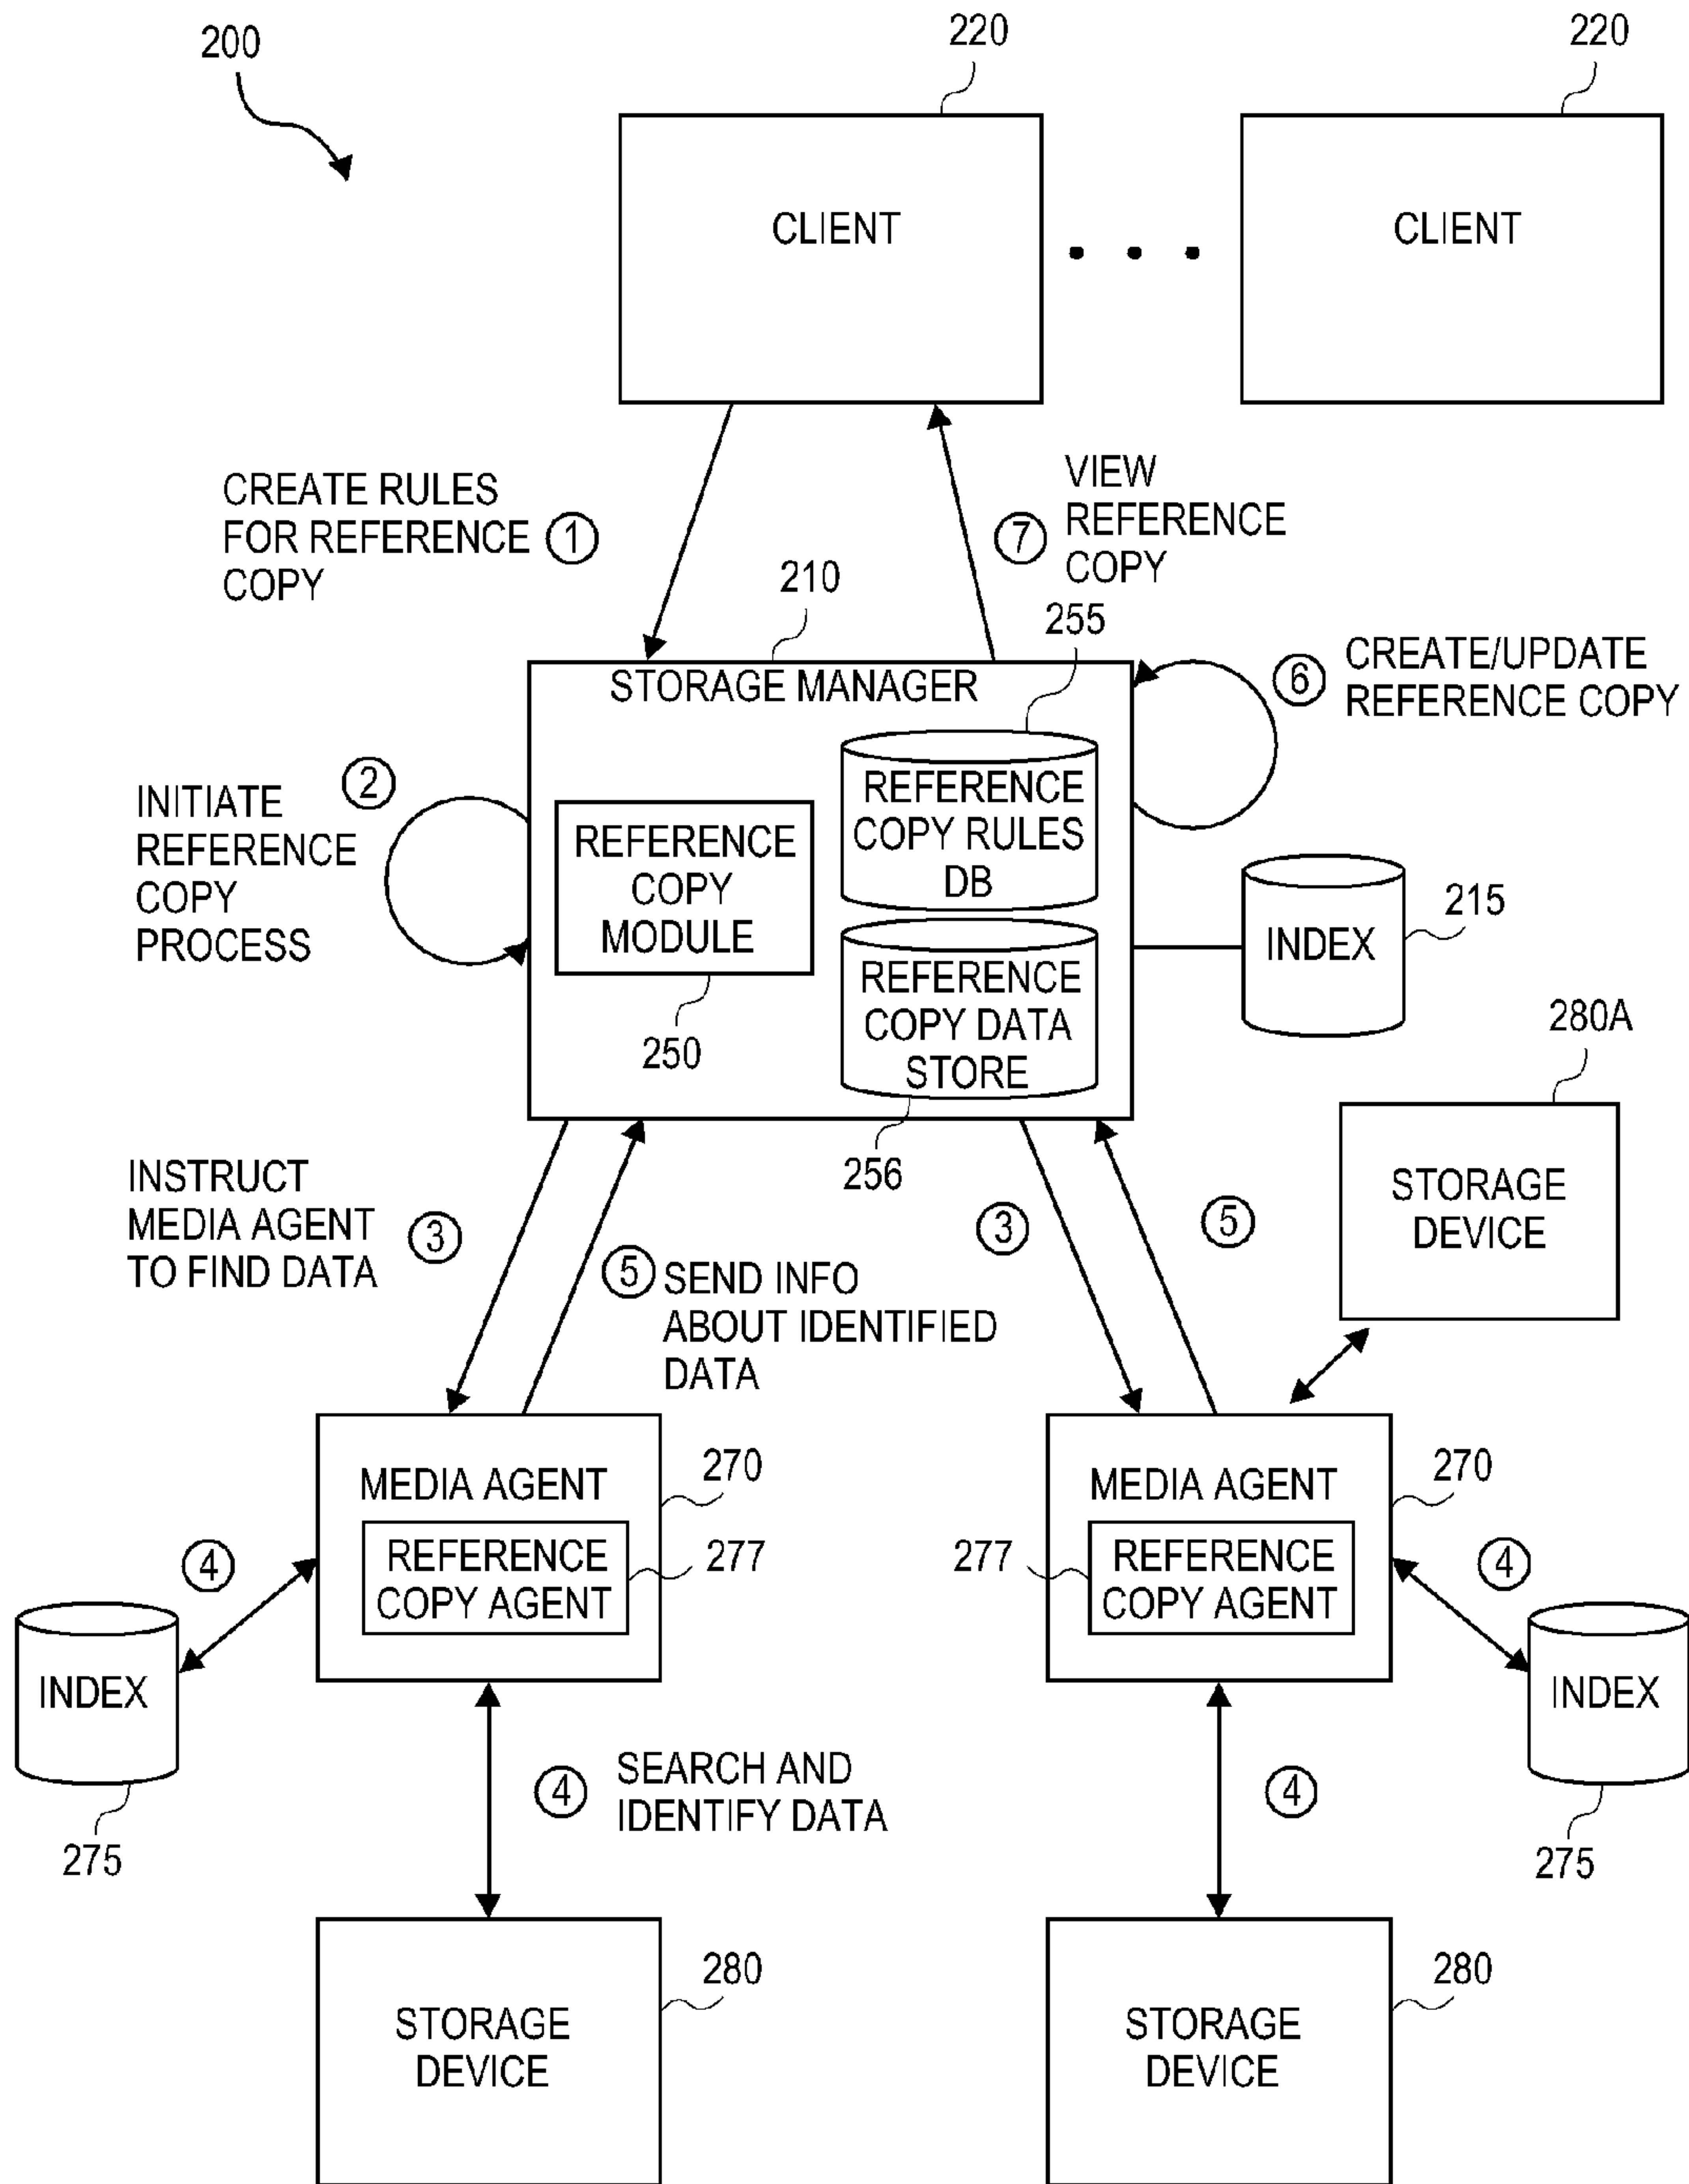 200
220
220
CLIENT
CLIENT
CREATE RULES
FOR REFERENCE
COPY
1
7
VIEW
REFERENCE
COPY
210
255
STORAGE MANAGER
6
CREATE/UPDATE
REFERENCE COPY
2
INITIATE
REFERENCE
COPY
PROCESS
REFERENCE
COPY
MODULE
250
REFERENCE
COPY RULES
DB
REFERENCE
COPY DATA
STORE
256
INDEX
215
280A
STORAGE
DEVICE
INSTRUCT
MEDIA AGENT
TO FIND DATA
3
5
SEND INFO
ABOUT IDENTIFIED
DATA
3
5
MEDIA AGENT
270
REFERENCE
COPY AGENT
277
MEDIA AGENT
270
277
REFERENCE
COPY AGENT
4
INDEX
275
4
INDEX
275
4
SEARCH AND
IDENTIFY DATA
4
STORAGE
DEVICE
280
STORAGE
DEVICE
280